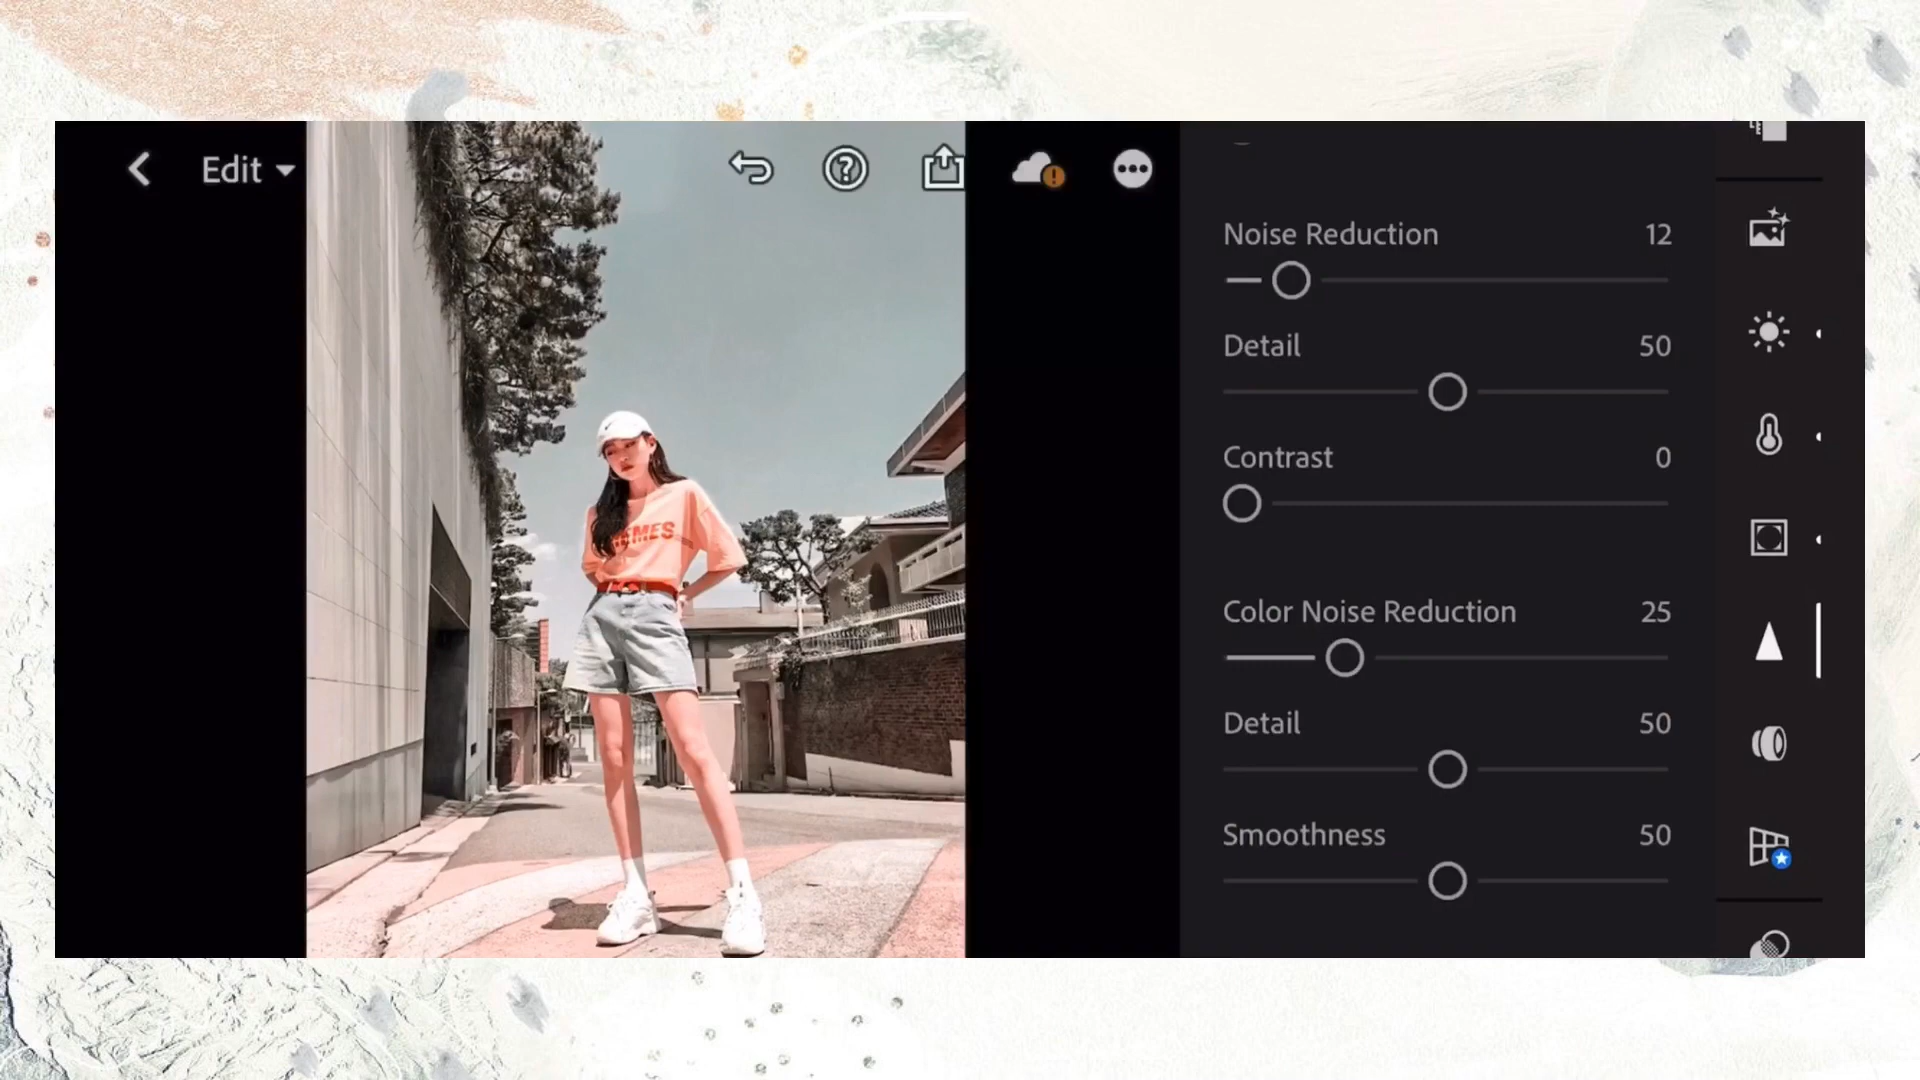 Edit
Noise Reduction 12
Detail 50
Contrast 0
Color Noise Reduction 25
Detail 50
Smoothness 50